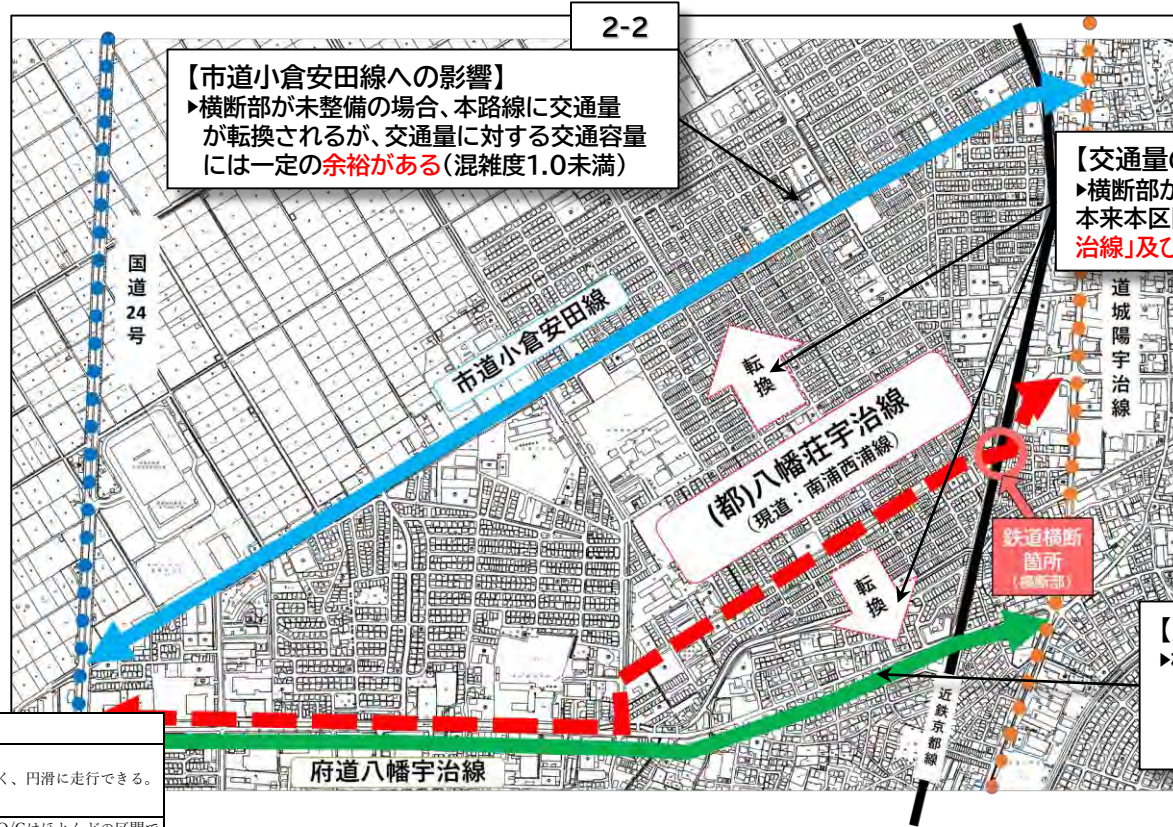 2-2
【市道小倉安田線への影響】
▶横断部が未整備の場合、本路線に交通量
が転換されるが、交通量に対する交通容量
には一定の余裕がある(混雑度1.0未満)
【交通量の
▶横断部が
本来本区
治線」及び
国道24号
市道小倉安田線
道城陽宇治線
転換
(都)八幡荘宇治線
(現道:南浦西浦線)
鉄道横断
箇所
(横断部)
転換
【
近鉄京都線
府道八幡宇治線
く、円滑に走行できる。